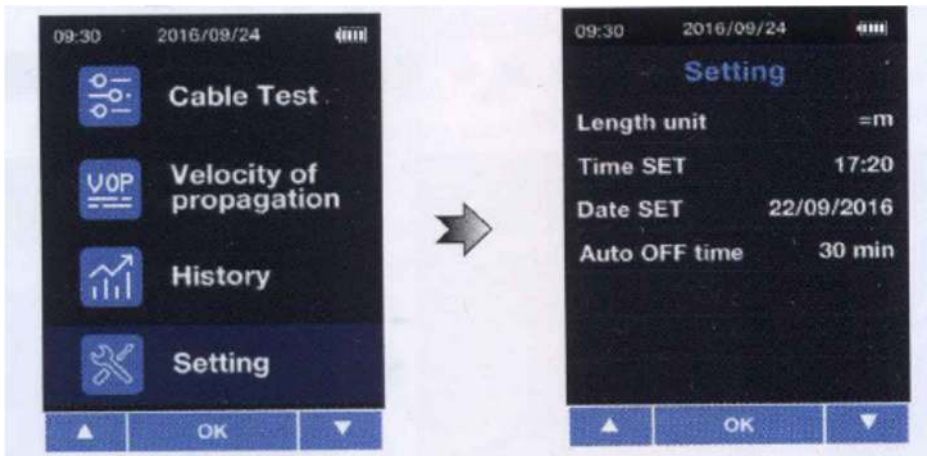 09:30 2016/09/24
Cable Test
VOP
Velocity of
propagation
History
Setting
▲ OK ▼
09:30 2016/09/24
Setting
Length unit =m
Time SET 17:20
Date SET 22/09/2016
Auto OFF time 30 min
▲ OK ▼